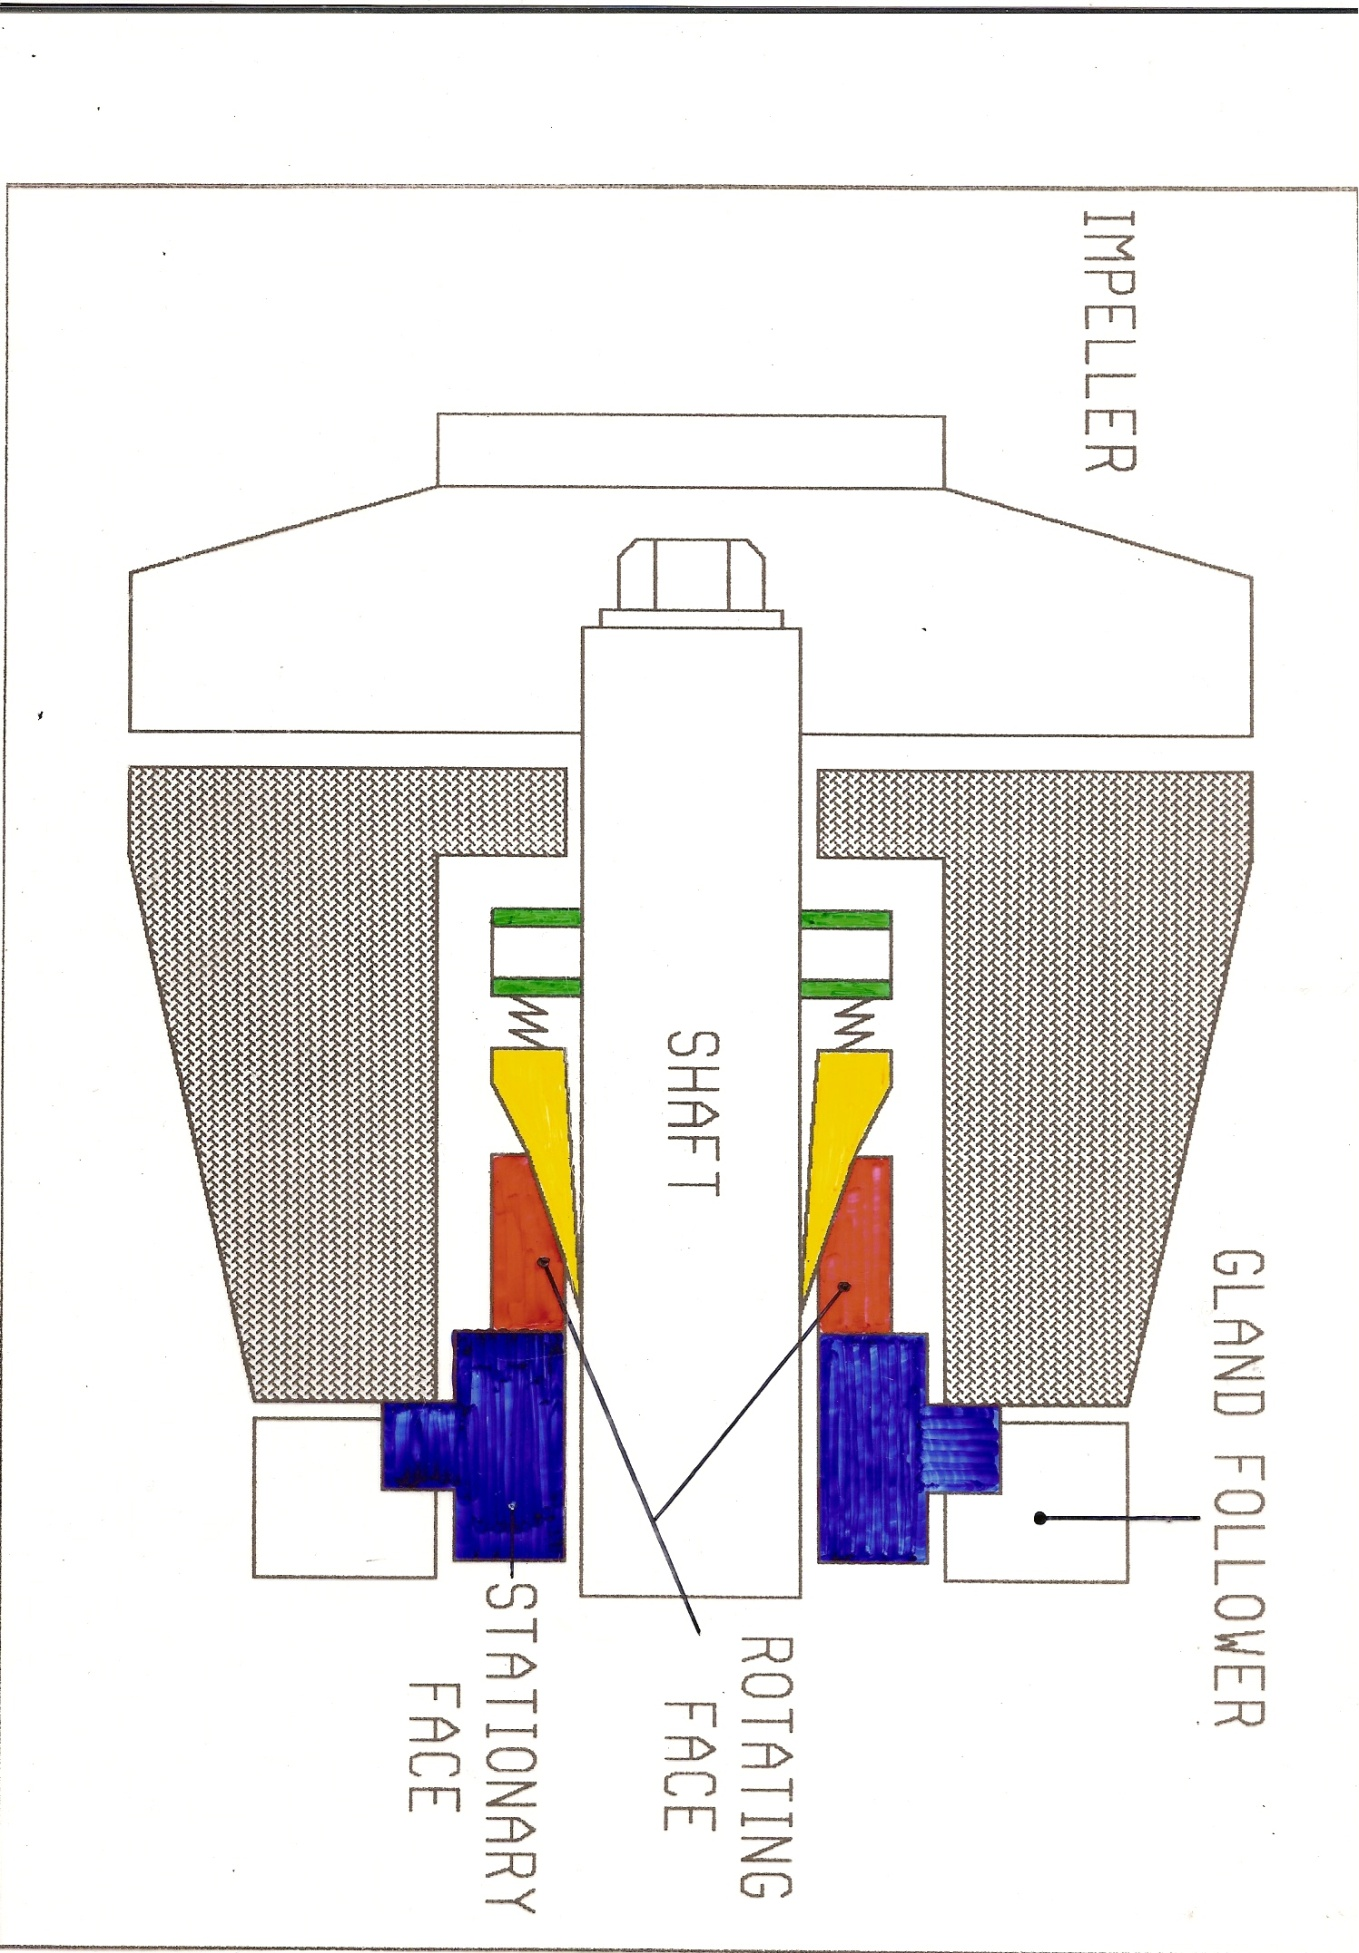 IMPELLER
SHAFT
GLAND FOLLOWER
ROTATING
FACE
STATIONARY
FACE